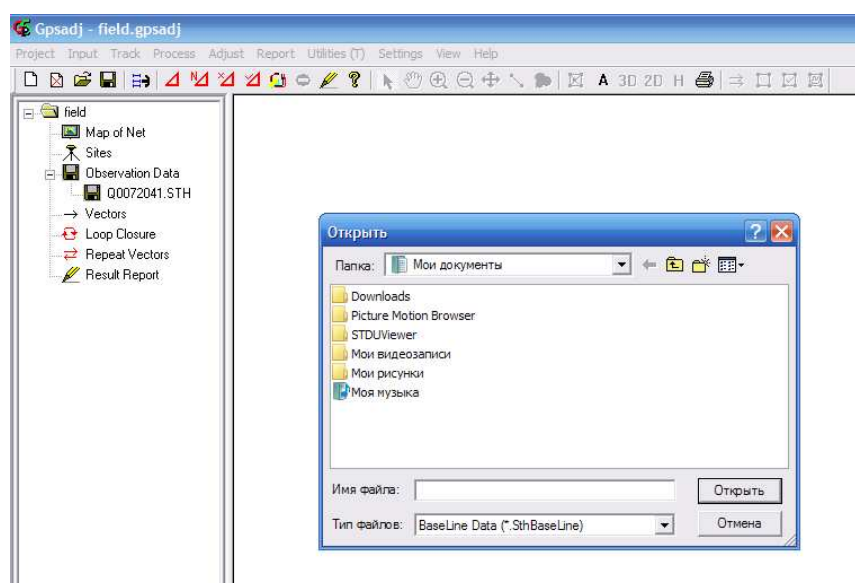 Gpsadj - field.gpsadj
Project Input Track Process Adjust Report Utilities (T) Settings View Help
A 3D 2D H
field
Map of Net
Sites
Observation Data
Q0072041.STH
Vectors
Loop Closure
Repeat Vectors
Result Report
Открыть
Папка: Мои документы
Downloads
Picture Motion Browser
STDUViewer
Мои видеозаписи
Мои рисунки
Моя музыка
Имя файла: Открыть
Тип файлов: BaseLine Data (*.SthBaseLine) Отмена